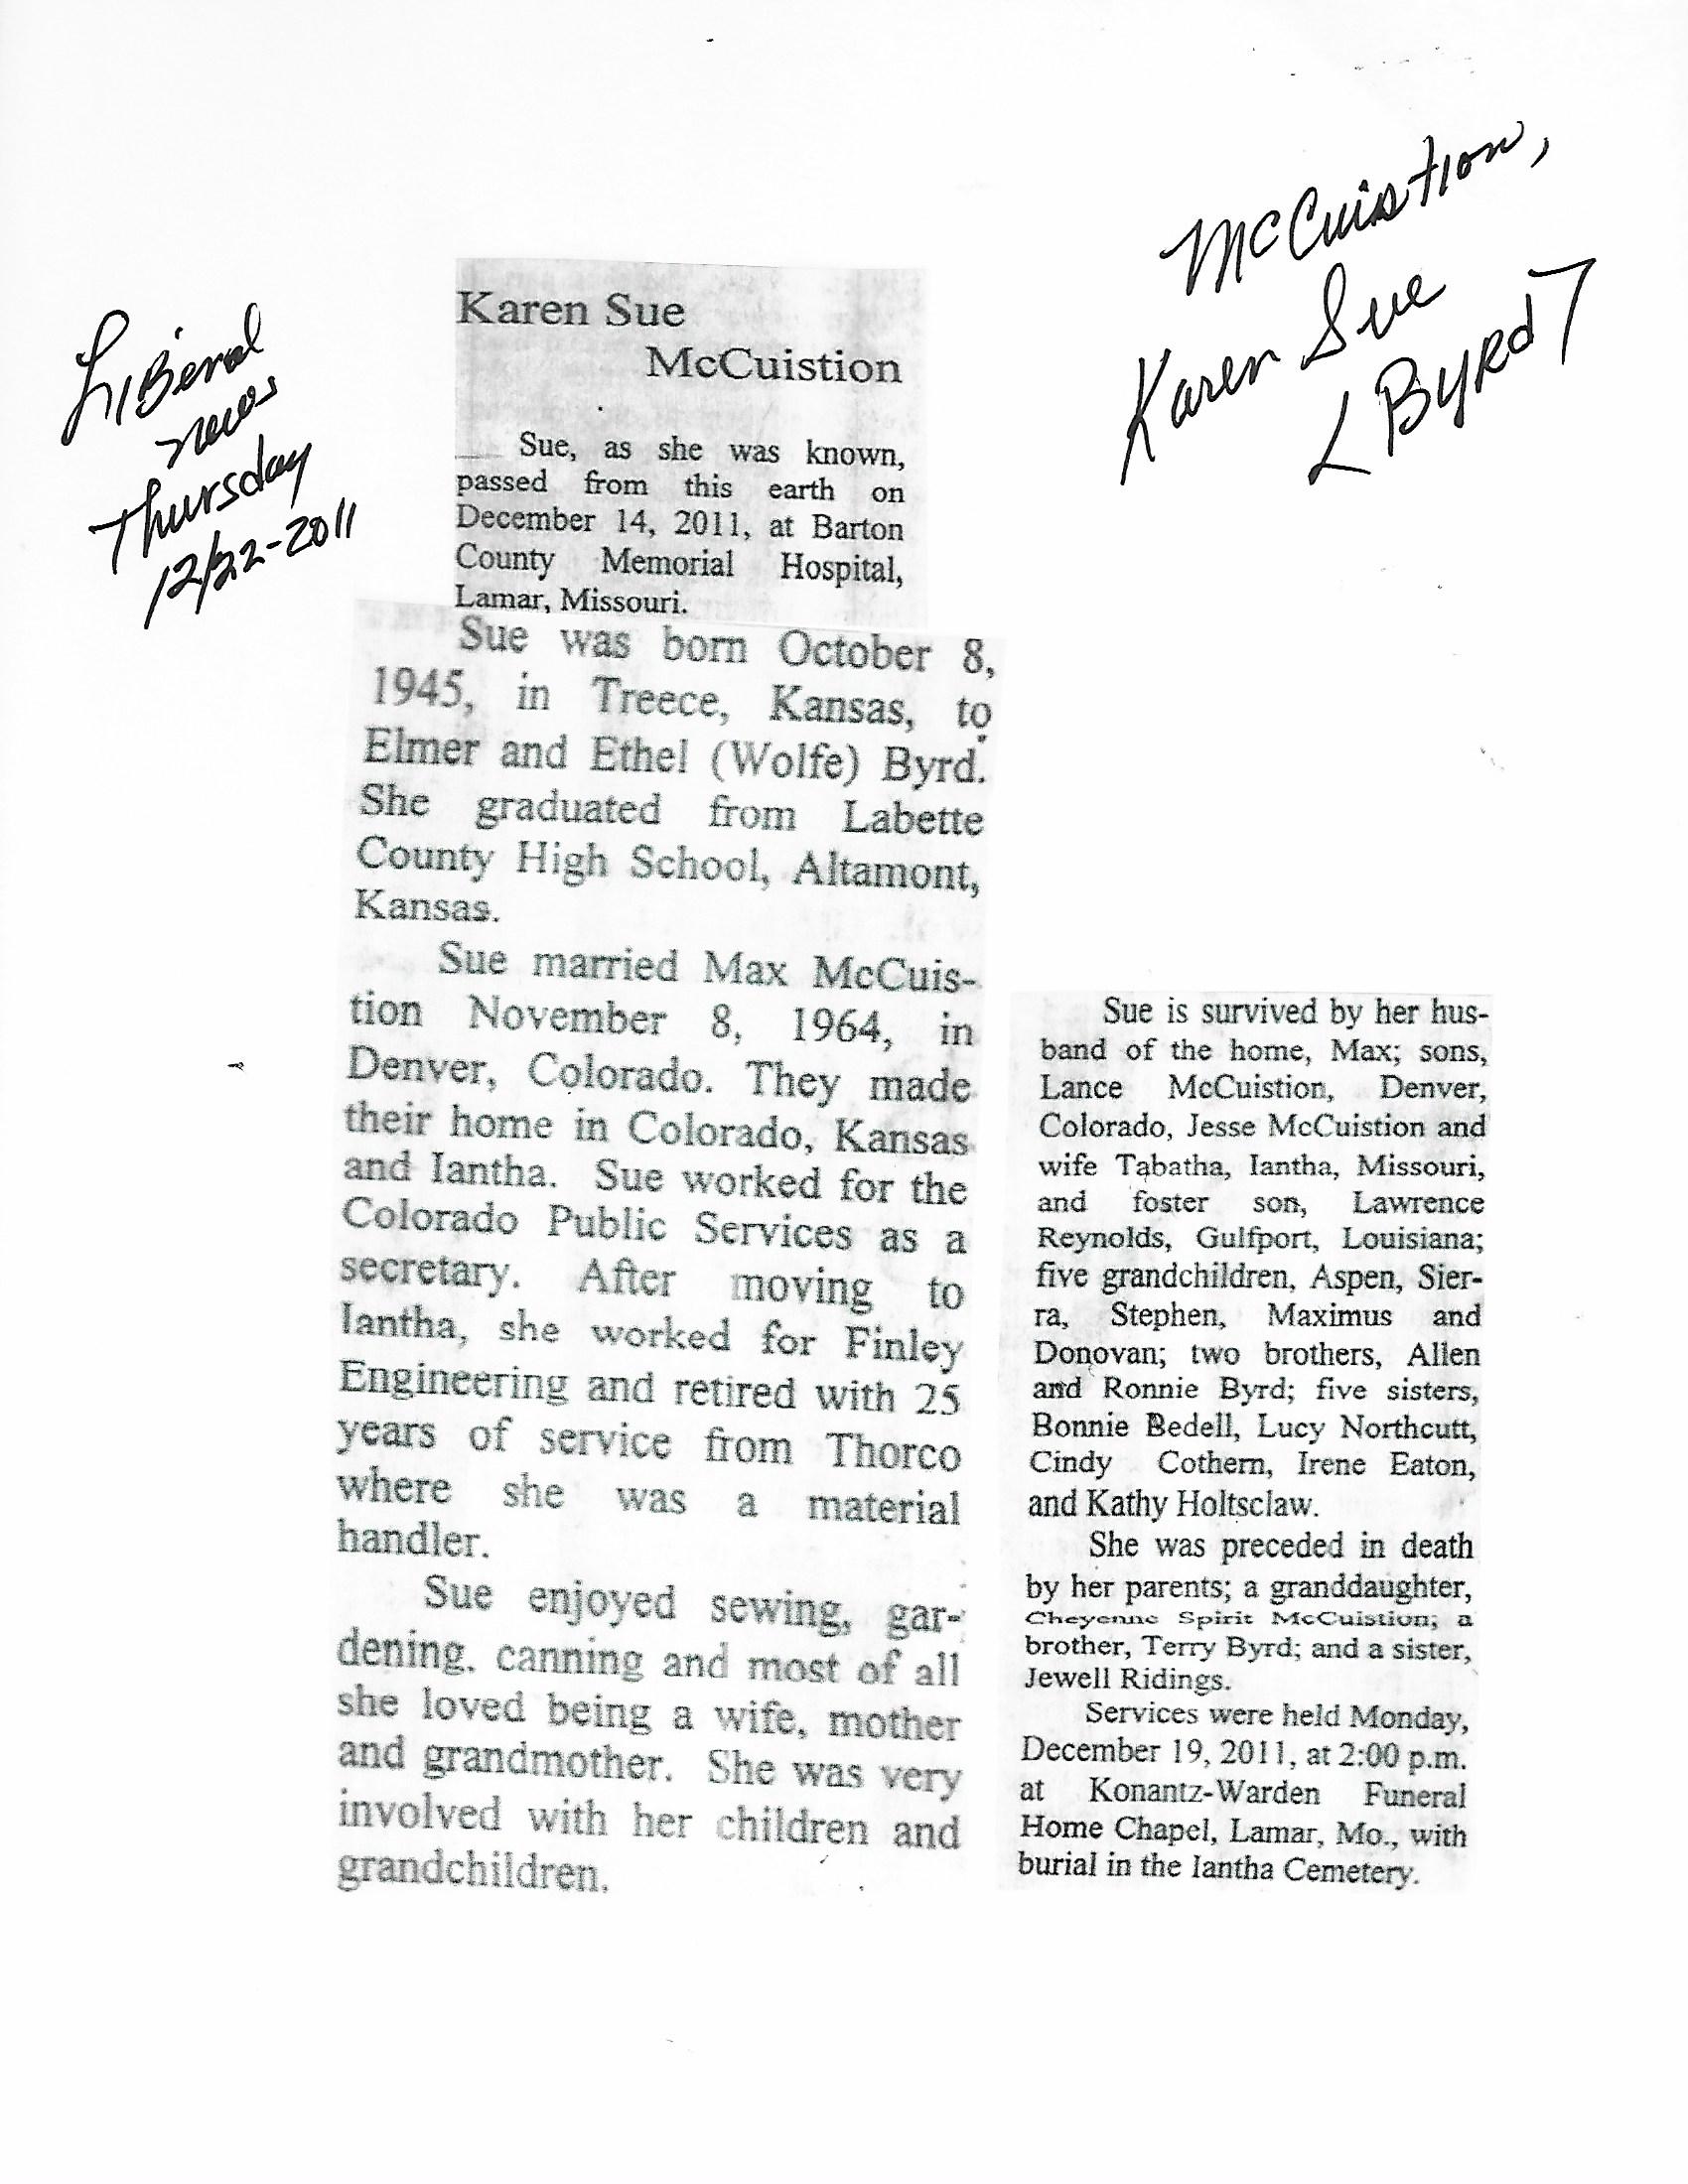 McCuistion,
Karen Sue
L Byrd 7
Liberal
news
Thursday
12/22-2011
Karen Sue
McCuistion
Sue, as she was known,
passed from this earth on
December 14, 2011, at Barton
County Memorial Hospital,
Lamar, Missouri.
Sue was born October 8,
1945, in Treece, Kansas, to
Elmer and Ethel (Wolfe) Byrd.
She graduated from Labette
County High School, Altamont,
Kansas.
Sue married Max McCuis-
tion November 8, 1964, in
Denver, Colorado. They made
their home in Colorado, Kansas
and Iantha. Sue worked for the
Colorado Public Services as a
secretary. After moving to
Iantha, she worked for Finley
Engineering and retired with 25
years of service from Thorco
where she was a material
handler.
Sue enjoyed sewing, gar-
dening, canning and most of all
she loved being a wife, mother
and grandmother. She was very
involved with her children and
grandchildren.
Sue is survived by her hus-
band of the home, Max; sons,
Lance McCuistion, Denver,
Colorado, Jesse McCuistion and
wife Tabatha, Iantha, Missouri,
and foster son, Lawrence
Reynolds, Gulfport, Louisiana;
five grandchildren, Aspen, Sier-
ra, Stephen, Maximus and
Donovan; two brothers, Allen
and Ronnie Byrd; five sisters,
Bonnie Bedell, Lucy Northcutt,
Cindy Cothern, Irene Eaton,
and Kathy Holtsclaw.
She was preceded in death
by her parents; a granddaughter,
Cheyenne Spirit McCuistion; a
brother, Terry Byrd; and a sister,
Jewell Ridings.
Services were held Monday,
December 19, 2011, at 2:00 p.m.
at Konantz-Warden Funeral
Home Chapel, Lamar, Mo., with
burial in the Iantha Cemetery.